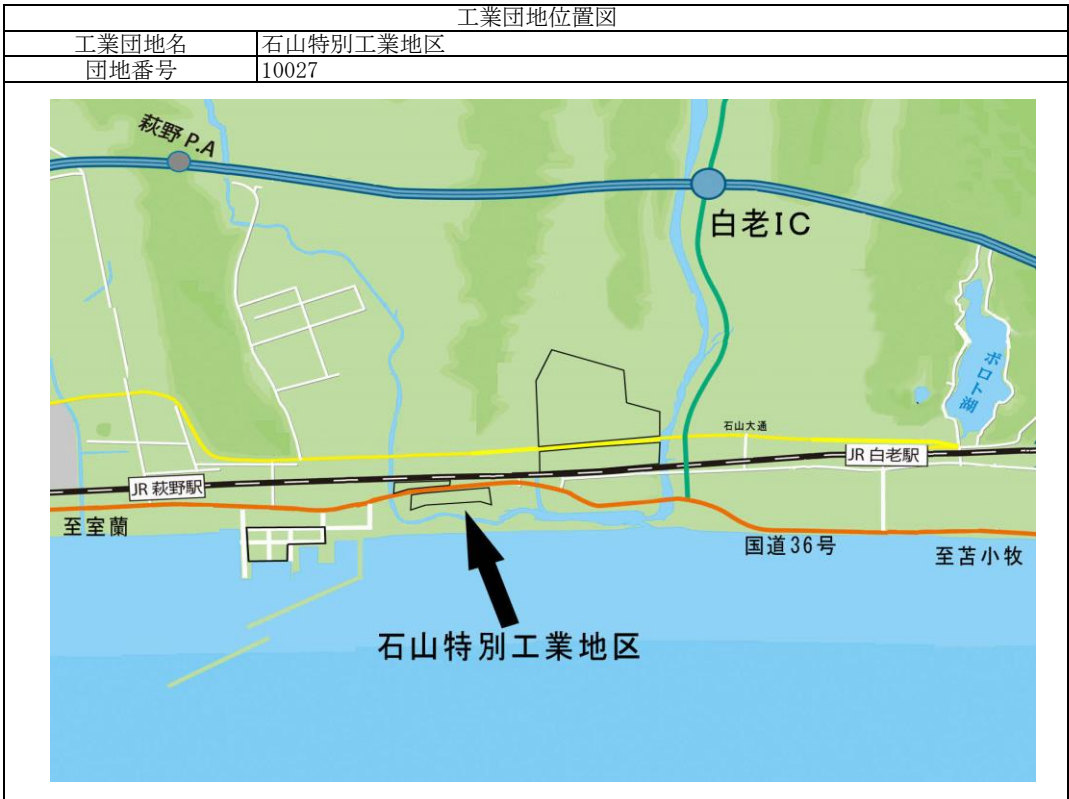 工業団地位置図
工業団地名 石山特別工業地区
団地番号 10027
萩野 P.A
白老IC
ポロト湖
石山大通
JR 白老駅
JR 萩野駅
至室蘭
国道36号
至苫小牧
石山特別工業地区